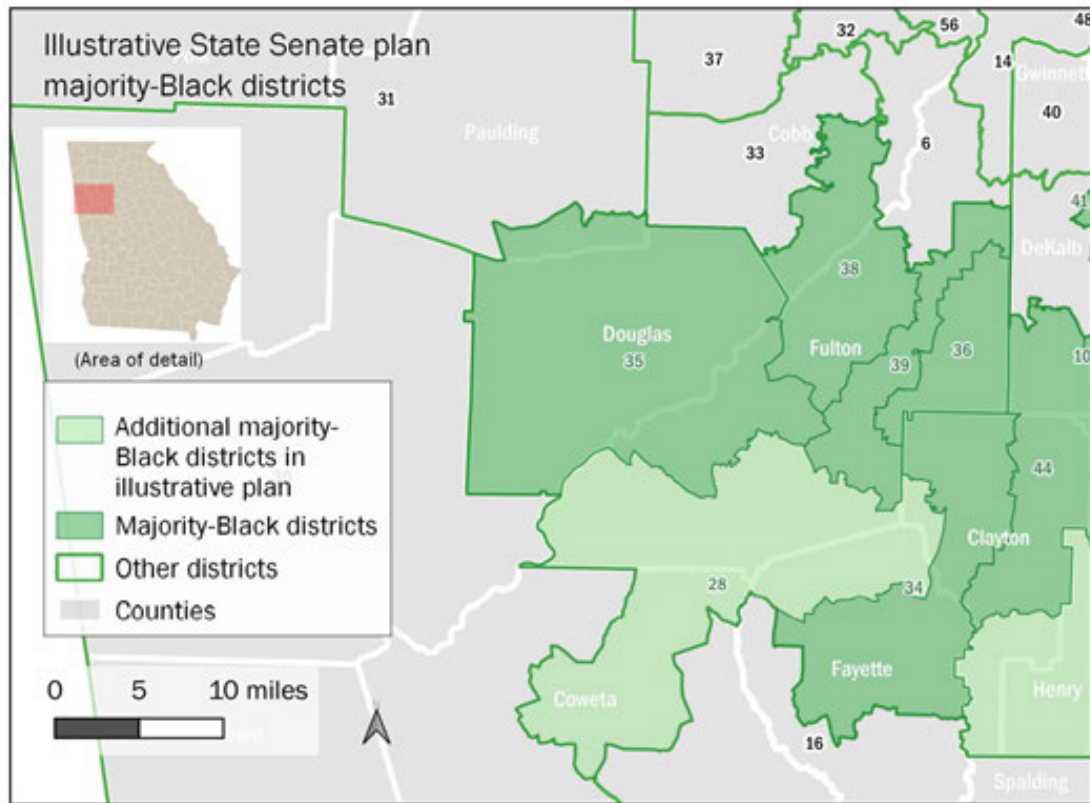 Illustrative State Senate plan
majority-Black districts
32
56
48
37
14
Gwinnett
31
40
Paulding
Cobb
33
6
41
DeKalb
38
Douglas
35
Fulton
36
39
10
(Area of detail)
Additional majority-
Black districts in
illustrative plan
Majority-Black districts
Other districts
Counties
44
Clayton
28
34
Fayette
Henry
Coweta
0 5 10 miles
16
Spalding